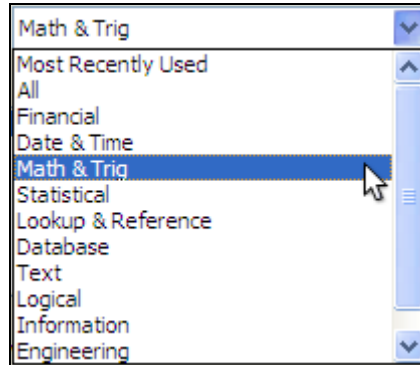 Math & Trig
Most Recently Used
All
Financial
Date & Time
Math & Trig
Statistical
Lookup & Reference
Database
Text
Logical
Information
Engineering